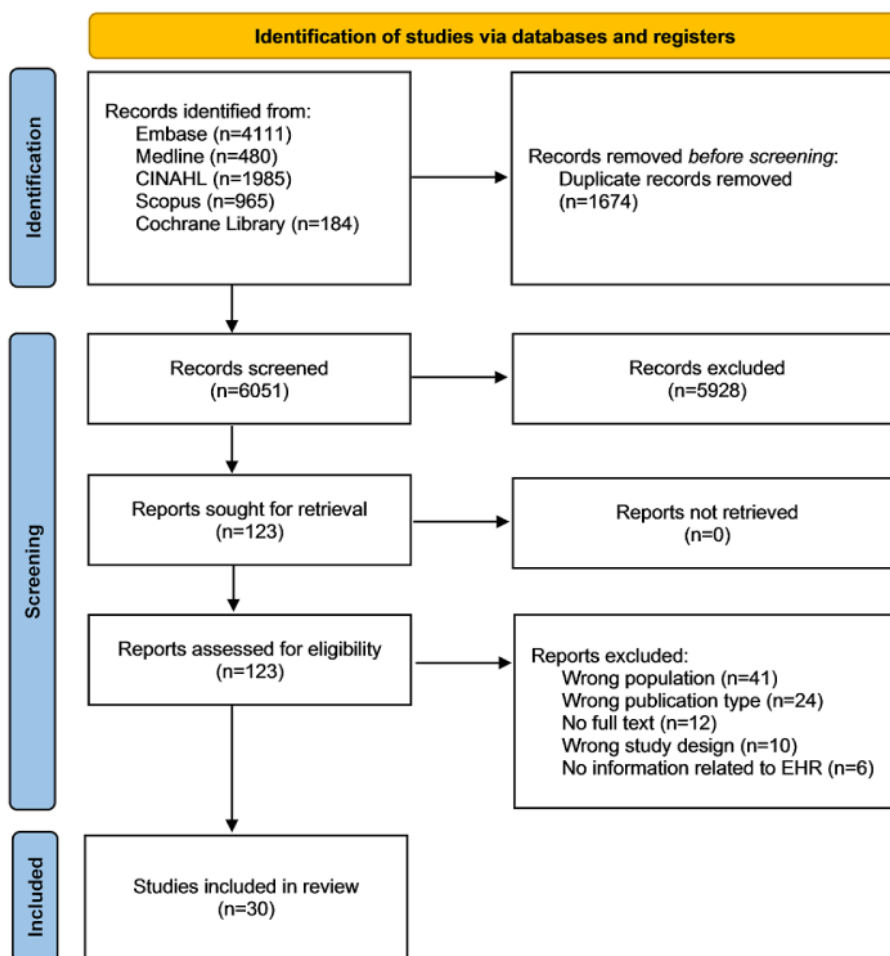 Identification of studies via databases and registers
Identification
Records identified from:
Embase (n=4111)
Medline (n=480)
CINAHL (n=1985)
Scopus (n=965)
Cochrane Library (n=184)
Records removed before screening:
Duplicate records removed
(n=1674)
Screening
Records screened
(n=6051)
Records excluded
(n=5928)
Reports sought for retrieval
(n=123)
Reports not retrieved
(n=0)
Reports assessed for eligibility
(n=123)
Reports excluded:
Wrong population (n=41)
Wrong publication type (n=24)
No full text (n=12)
Wrong study design (n=10)
No information related to EHR (n=6)
Included
Studies included in review
(n=30)